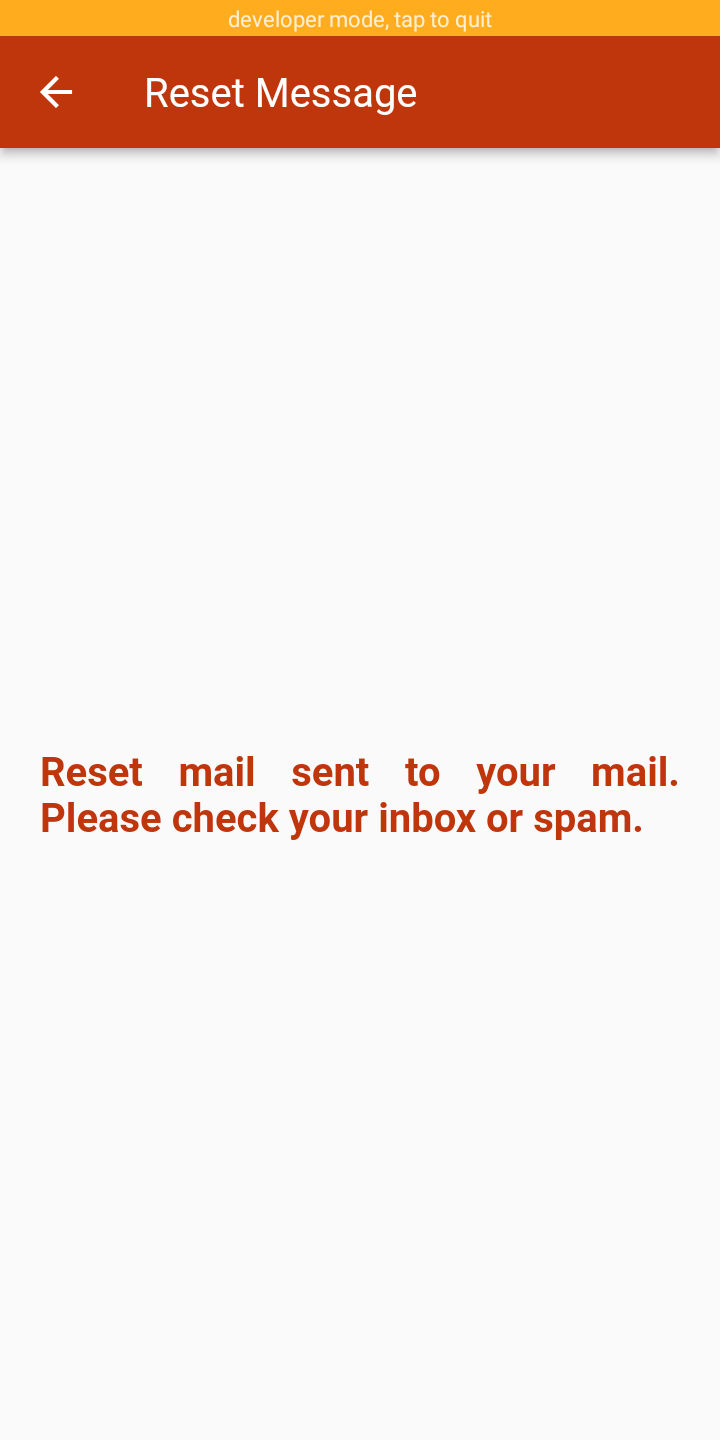 developer mode, tap to quit
Reset Message
Reset mail sent to your mail.
Please check your inbox or spam.